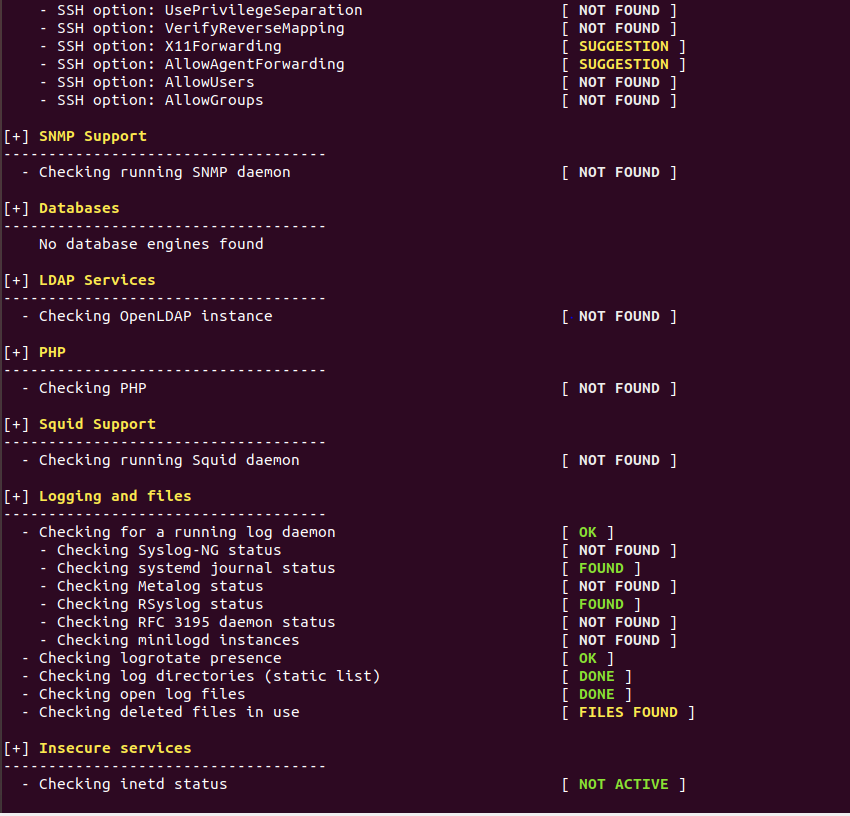 - SSH option: UsePrivilegeSeparation [ NOT FOUND ]
- SSH option: VerifyReverseMapping [ NOT FOUND ]
- SSH option: X11Forwarding [ SUGGESTION ]
- SSH option: AllowAgentForwarding [ SUGGESTION ]
- SSH option: AllowUsers [ NOT FOUND ]
- SSH option: AllowGroups [ NOT FOUND ]
[+] SNMP Support
------------------------------------
- Checking running SNMP daemon [ NOT FOUND ]
[+] Databases
------------------------------------
No database engines found
[+] LDAP Services
------------------------------------
- Checking OpenLDAP instance [ NOT FOUND ]
[+] PHP
------------------------------------
- Checking PHP [ NOT FOUND ]
[+] Squid Support
------------------------------------
- Checking running Squid daemon [ NOT FOUND ]
[+] Logging and files
------------------------------------
- Checking for a running log daemon [ OK ]
- Checking Syslog-NG status [ NOT FOUND ]
- Checking systemd journal status [ FOUND ]
- Checking Metalog status [ NOT FOUND ]
- Checking RSyslog status [ FOUND ]
- Checking RFC 3195 daemon status [ NOT FOUND ]
- Checking minilogd instances [ NOT FOUND ]
- Checking logrotate presence [ OK ]
- Checking log directories (static list) [ DONE ]
- Checking open log files [ DONE ]
- Checking deleted files in use [ FILES FOUND ]
[+] Insecure services
------------------------------------
- Checking inetd status [ NOT ACTIVE ]